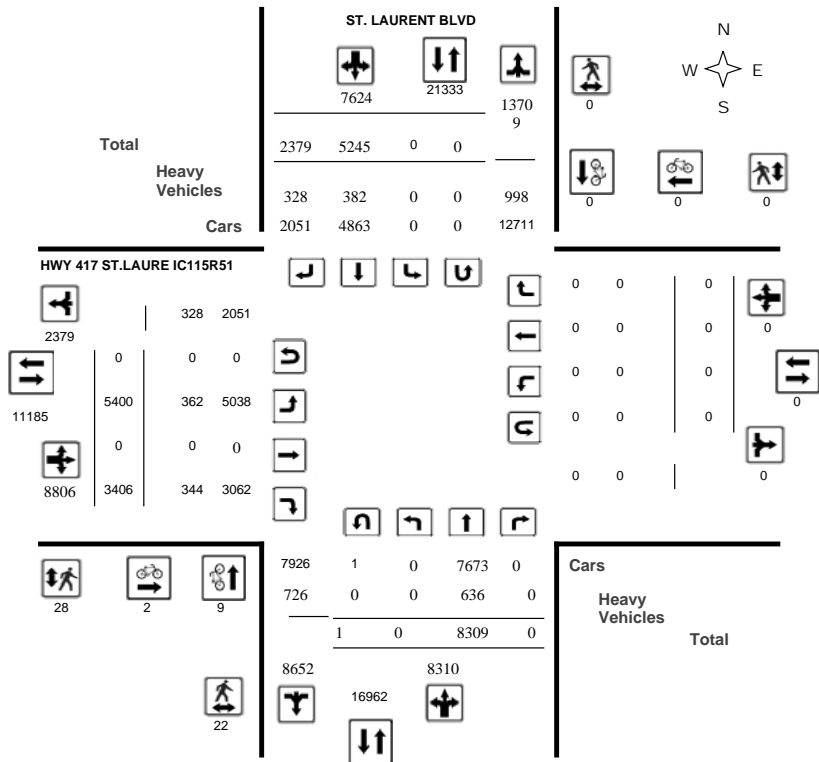 ST. LAURENT BLVD
N
W E
S
7624
21333
1370
9
0
Total
2379 5245 0 0
Heavy
Vehicles
328 382 0 0 998
Cars
2051 4863 0 0 12711
0 0 0
HWY 417 ST.LAURE IC115R51
328 2051
2379
0 0 0
11185
5400 362 5038
0 0 0
8806
3406 344 3062
0 0 0
0
0 0 0
0 0 0
0
0 0 0
0 0
0
28 2 9
22
7926 1 0 7673 0
726 0 0 636 0
1 0 8309 0
8652
16962
8310
Cars
Heavy
Vehicles
Total